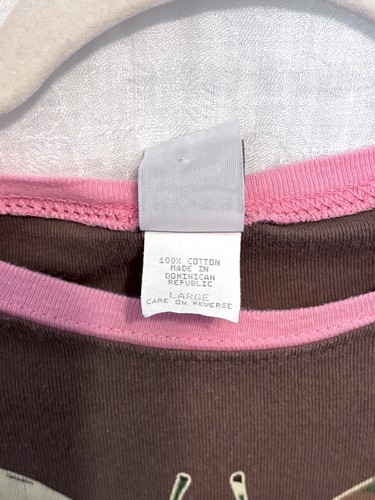 100% COTTON
MADE IN
DOMINICAN
REPUBLIC
LARGE
CARE ON REVERSE